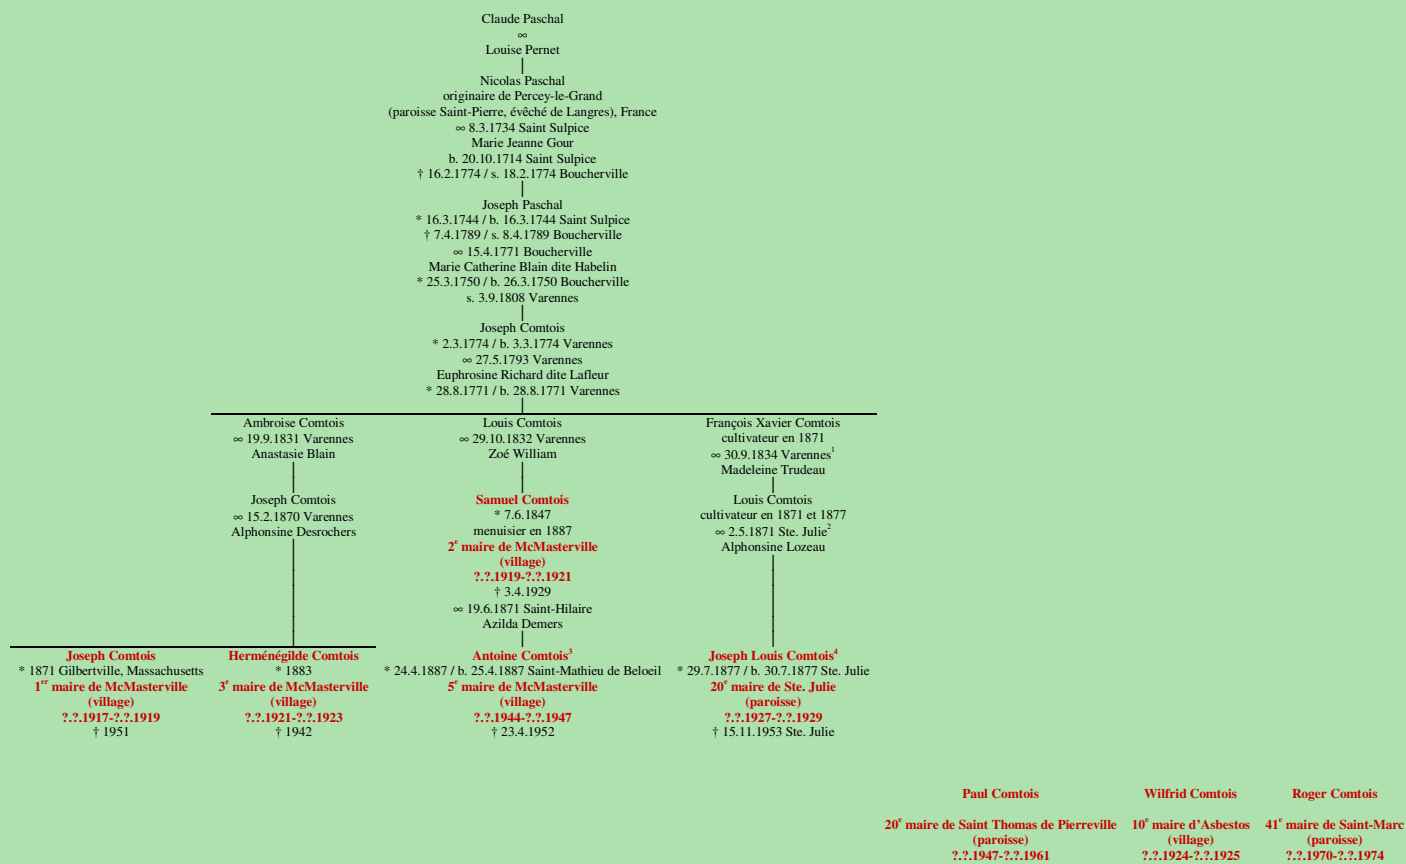 Claude Paschal
∞
Louise Pernet
Nicolas Paschal
originaire de Percey-le-Grand
(paroisse Saint-Pierre, évêché de Langres), France
∞ 8.3.1734 Saint Sulpice
Marie Jeanne Gour
b. 20.10.1714 Saint Sulpice
† 16.2.1774 / s. 18.2.1774 Boucherville
Joseph Paschal
* 16.3.1744 / b. 16.3.1744 Saint Sulpice
† 7.4.1789 / s. 8.4.1789 Boucherville
∞ 15.4.1771 Boucherville
Marie Catherine Blain dite Habelin
* 25.3.1750 / b. 26.3.1750 Boucherville
s. 3.9.1808 Varennes
Joseph Comtois
* 2.3.1774 / b. 3.3.1774 Varennes
∞ 27.5.1793 Varennes
Euphrosine Richard dite Lafleur
* 28.8.1771 / b. 28.8.1771 Varennes
Ambroise Comtois
∞ 19.9.1831 Varennes
Anastasie Blain
Louis Comtois
∞ 29.10.1832 Varennes
Zoé William
François Xavier Comtois
cultivateur en 1871
∞ 30.9.1834 Varennes¹
Madeleine Trudeau
Joseph Comtois
∞ 15.2.1870 Varennes
Alphonsine Desrochers
Samuel Comtois
* 7.6.1847
menuisier en 1887
2ᵉ maire de McMasterville
(village)
?.?.1919-?.?.1921
† 3.4.1929
∞ 19.6.1871 Saint-Hilaire
Azilda Demers
Louis Comtois
cultivateur en 1871 et 1877
∞ 2.5.1871 Ste. Julie²
Alphonsine Lozeau
Joseph Comtois
* 1871 Gilbertville, Massachusetts
1ᵉʳ maire de McMasterville
(village)
?.?.1917-?.?.1919
† 1951
Herménégilde Comtois
* 1883
3ᵉ maire de McMasterville
(village)
?.?.1921-?.?.1923
† 1942
Antoine Comtois³
* 24.4.1887 / b. 25.4.1887 Saint-Mathieu de Beloeil
5ᵉ maire de McMasterville
(village)
?.?.1944-?.?.1947
† 23.4.1952
Joseph Louis Comtois⁴
* 29.7.1877 / b. 30.7.1877 Ste. Julie
20ᵉ maire de Ste. Julie
(paroisse)
?.?.1927-?.?.1929
† 15.11.1953 Ste. Julie
Paul Comtois
20ᵉ maire de Saint Thomas de Pierreville
(paroisse)
?.?.1947-?.?.1961
Wilfrid Comtois
10ᵉ maire d'Asbestos
(village)
?.?.1924-?.?.1925
Roger Comtois
41ᵉ maire de Saint-Marc
(paroisse)
?.?.1970-?.?.1974